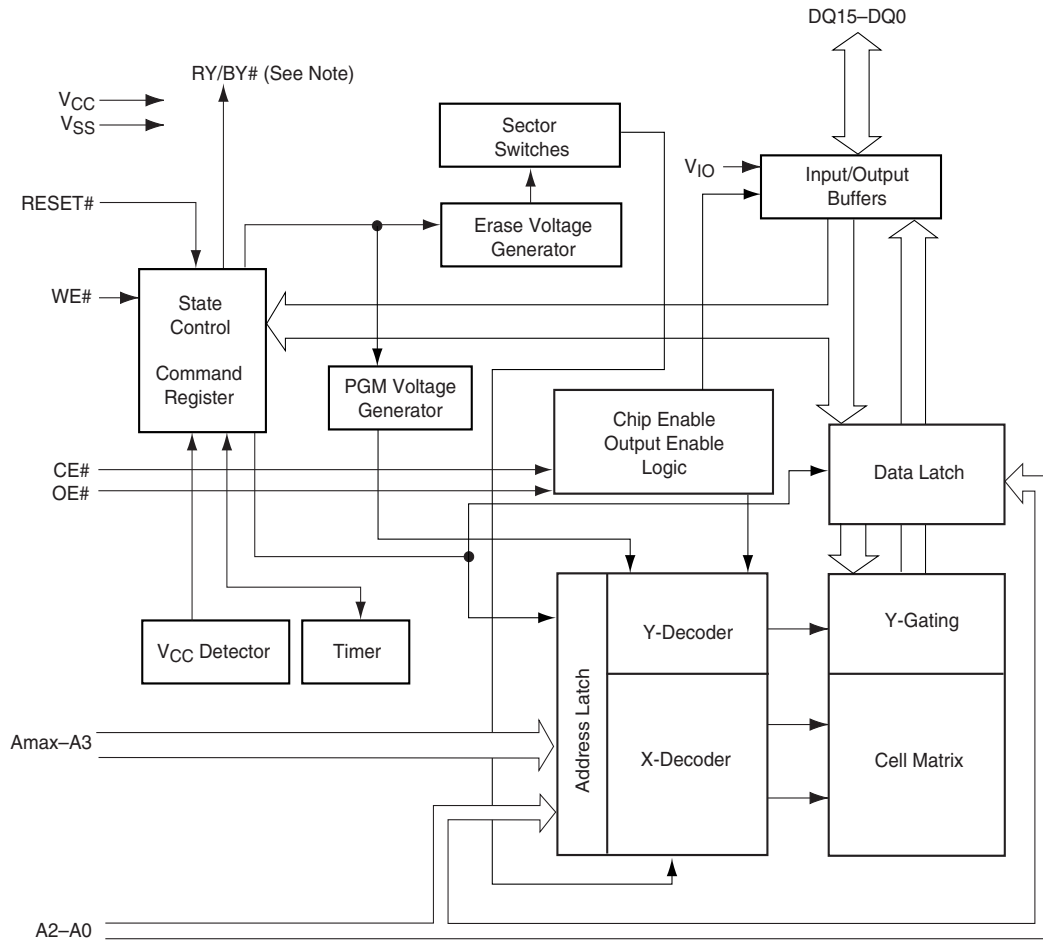 DQ15–DQ0
RY/BY# (See Note)
VCC
VSS
Sector
Switches
VIO
Input/Output
Buffers
RESET#
Erase Voltage
Generator
WE#
State
Control
Command
Register
PGM Voltage
Generator
Chip Enable
Output Enable
Logic
CE#
OE#
Data Latch
VCC Detector
Timer
Address Latch
Y-Decoder
Y-Gating
Amax–A3
X-Decoder
Cell Matrix
A2–A0